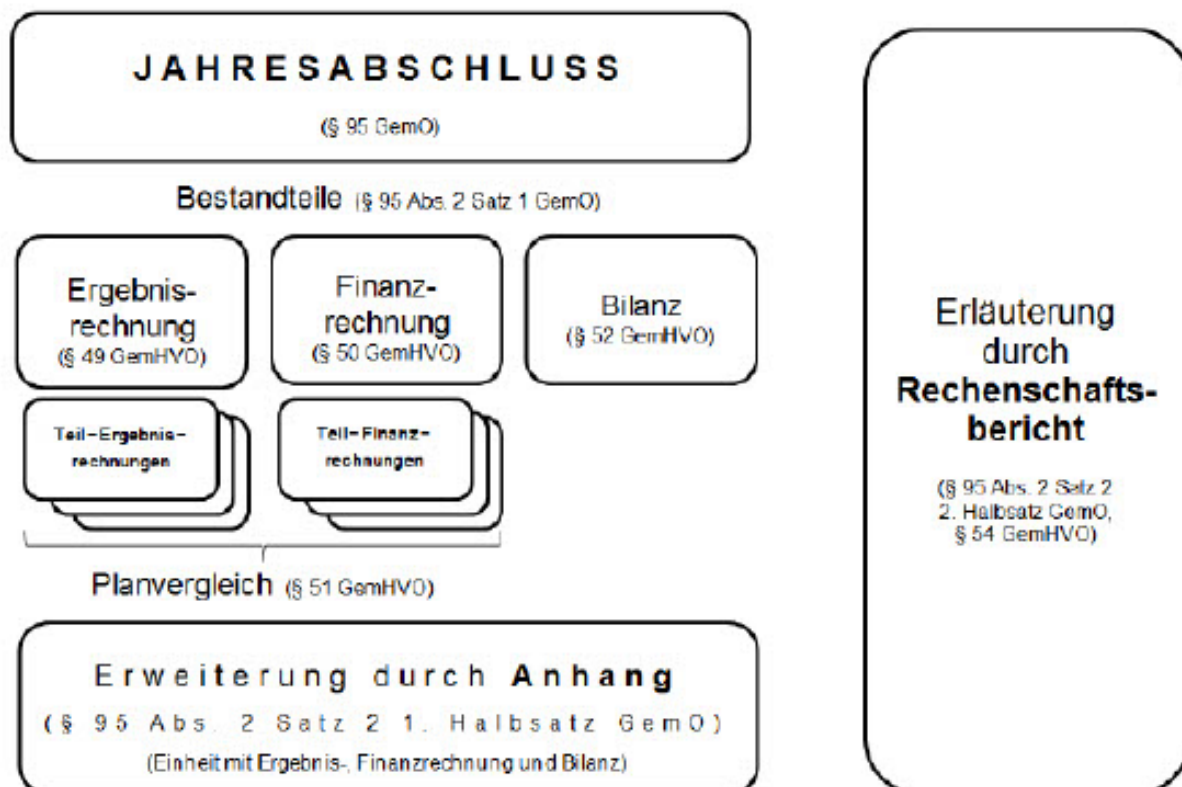 JAHRESABSCHLUSS
(§ 95 GemO)
Bestandteile (§ 95 Abs. 2 Satz 1 GemO)
Ergebnis-
rechnung
(§ 49 GemHVO)
Finanz-
rechnung
(§ 50 GemHVO)
Bilanz
(§ 52 GemHVO)
Teil-Ergebnis-
rechnungen
Teil-Finanz-
rechnungen
Planvergleich (§ 51 GemHVO)
Erweiterung durch Anhang
(§ 95 Abs. 2 Satz 2 1. Halbsatz GemO)
(Einheit mit Ergebnis-, Finanzrechnung und Bilanz)
Erläuterung
durch
Rechenschafts-
bericht
(§ 95 Abs. 2 Satz 2
2. Halbsatz GemO,
§ 54 GemHVO)